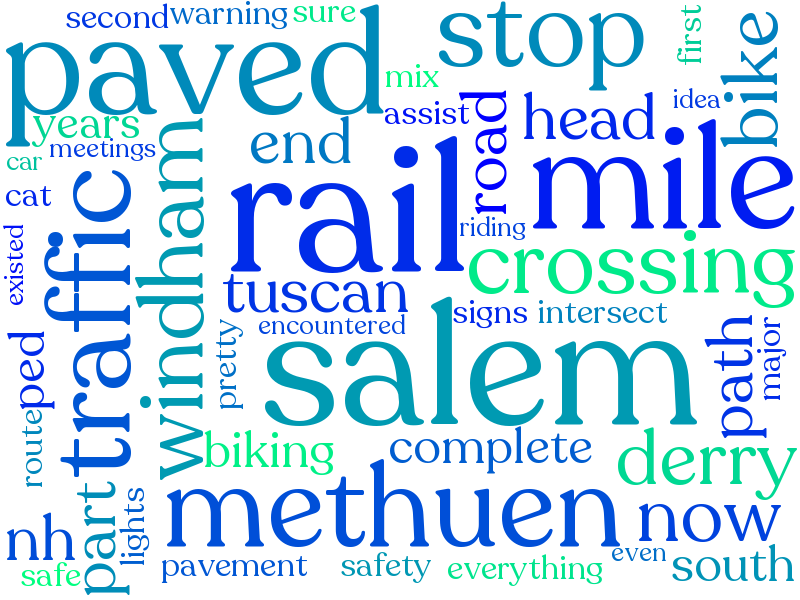 second
warning
sure
paved
stop
first
bike
mix
idea
years
assist
road
head
meetings
end
car
cat
windham
rail
mile
traffic
riding
existed
crossing
tuscan
signs
intersect
encountered
pretty
salem
path
major
ped
route
biking
complete
derry
methuen
part
lights
nh
now
pavement
safety
everything
even
south
safe